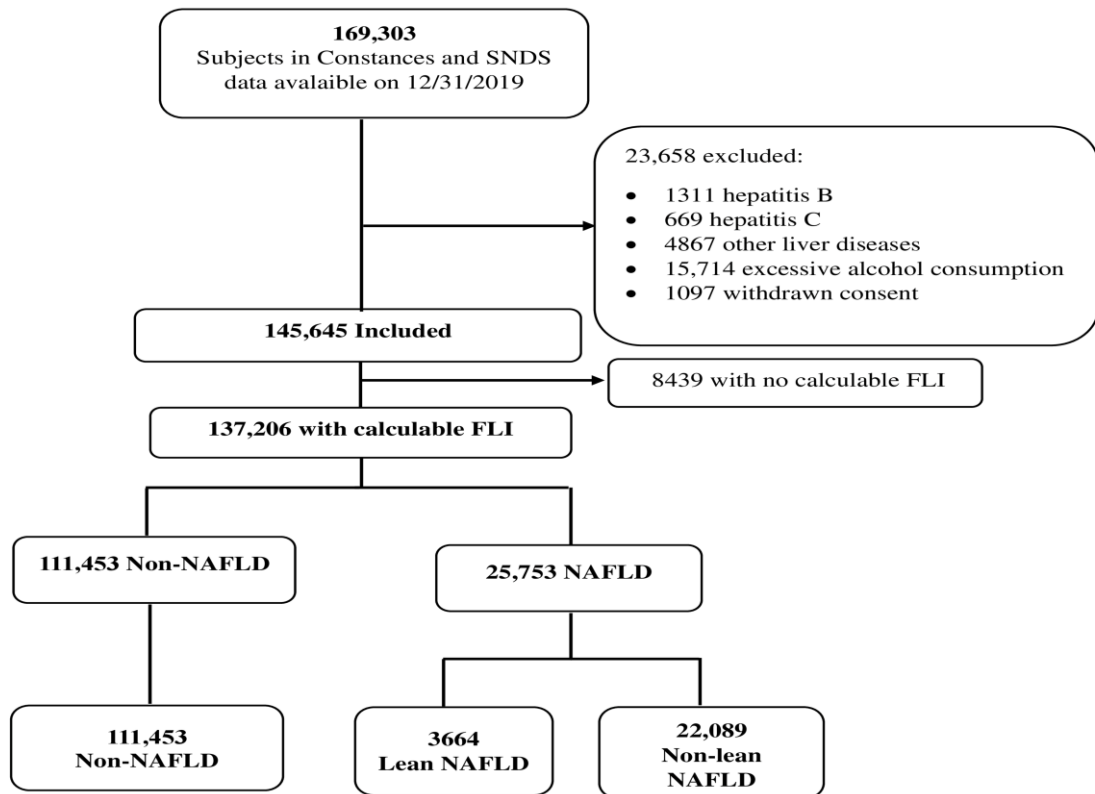 169,303
Subjects in Constances and SNDS
data avalaible on 12/31/2019
23,658 excluded:
• 1311 hepatitis B
• 669 hepatitis C
• 4867 other liver diseases
• 15,714 excessive alcohol consumption
• 1097 withdrawn consent
145,645 Included
8439 with no calculable FLI
137,206 with calculable FLI
111,453 Non-NAFLD
25,753 NAFLD
111,453
Non-NAFLD
3664
Lean NAFLD
22,089
Non-lean
NAFLD